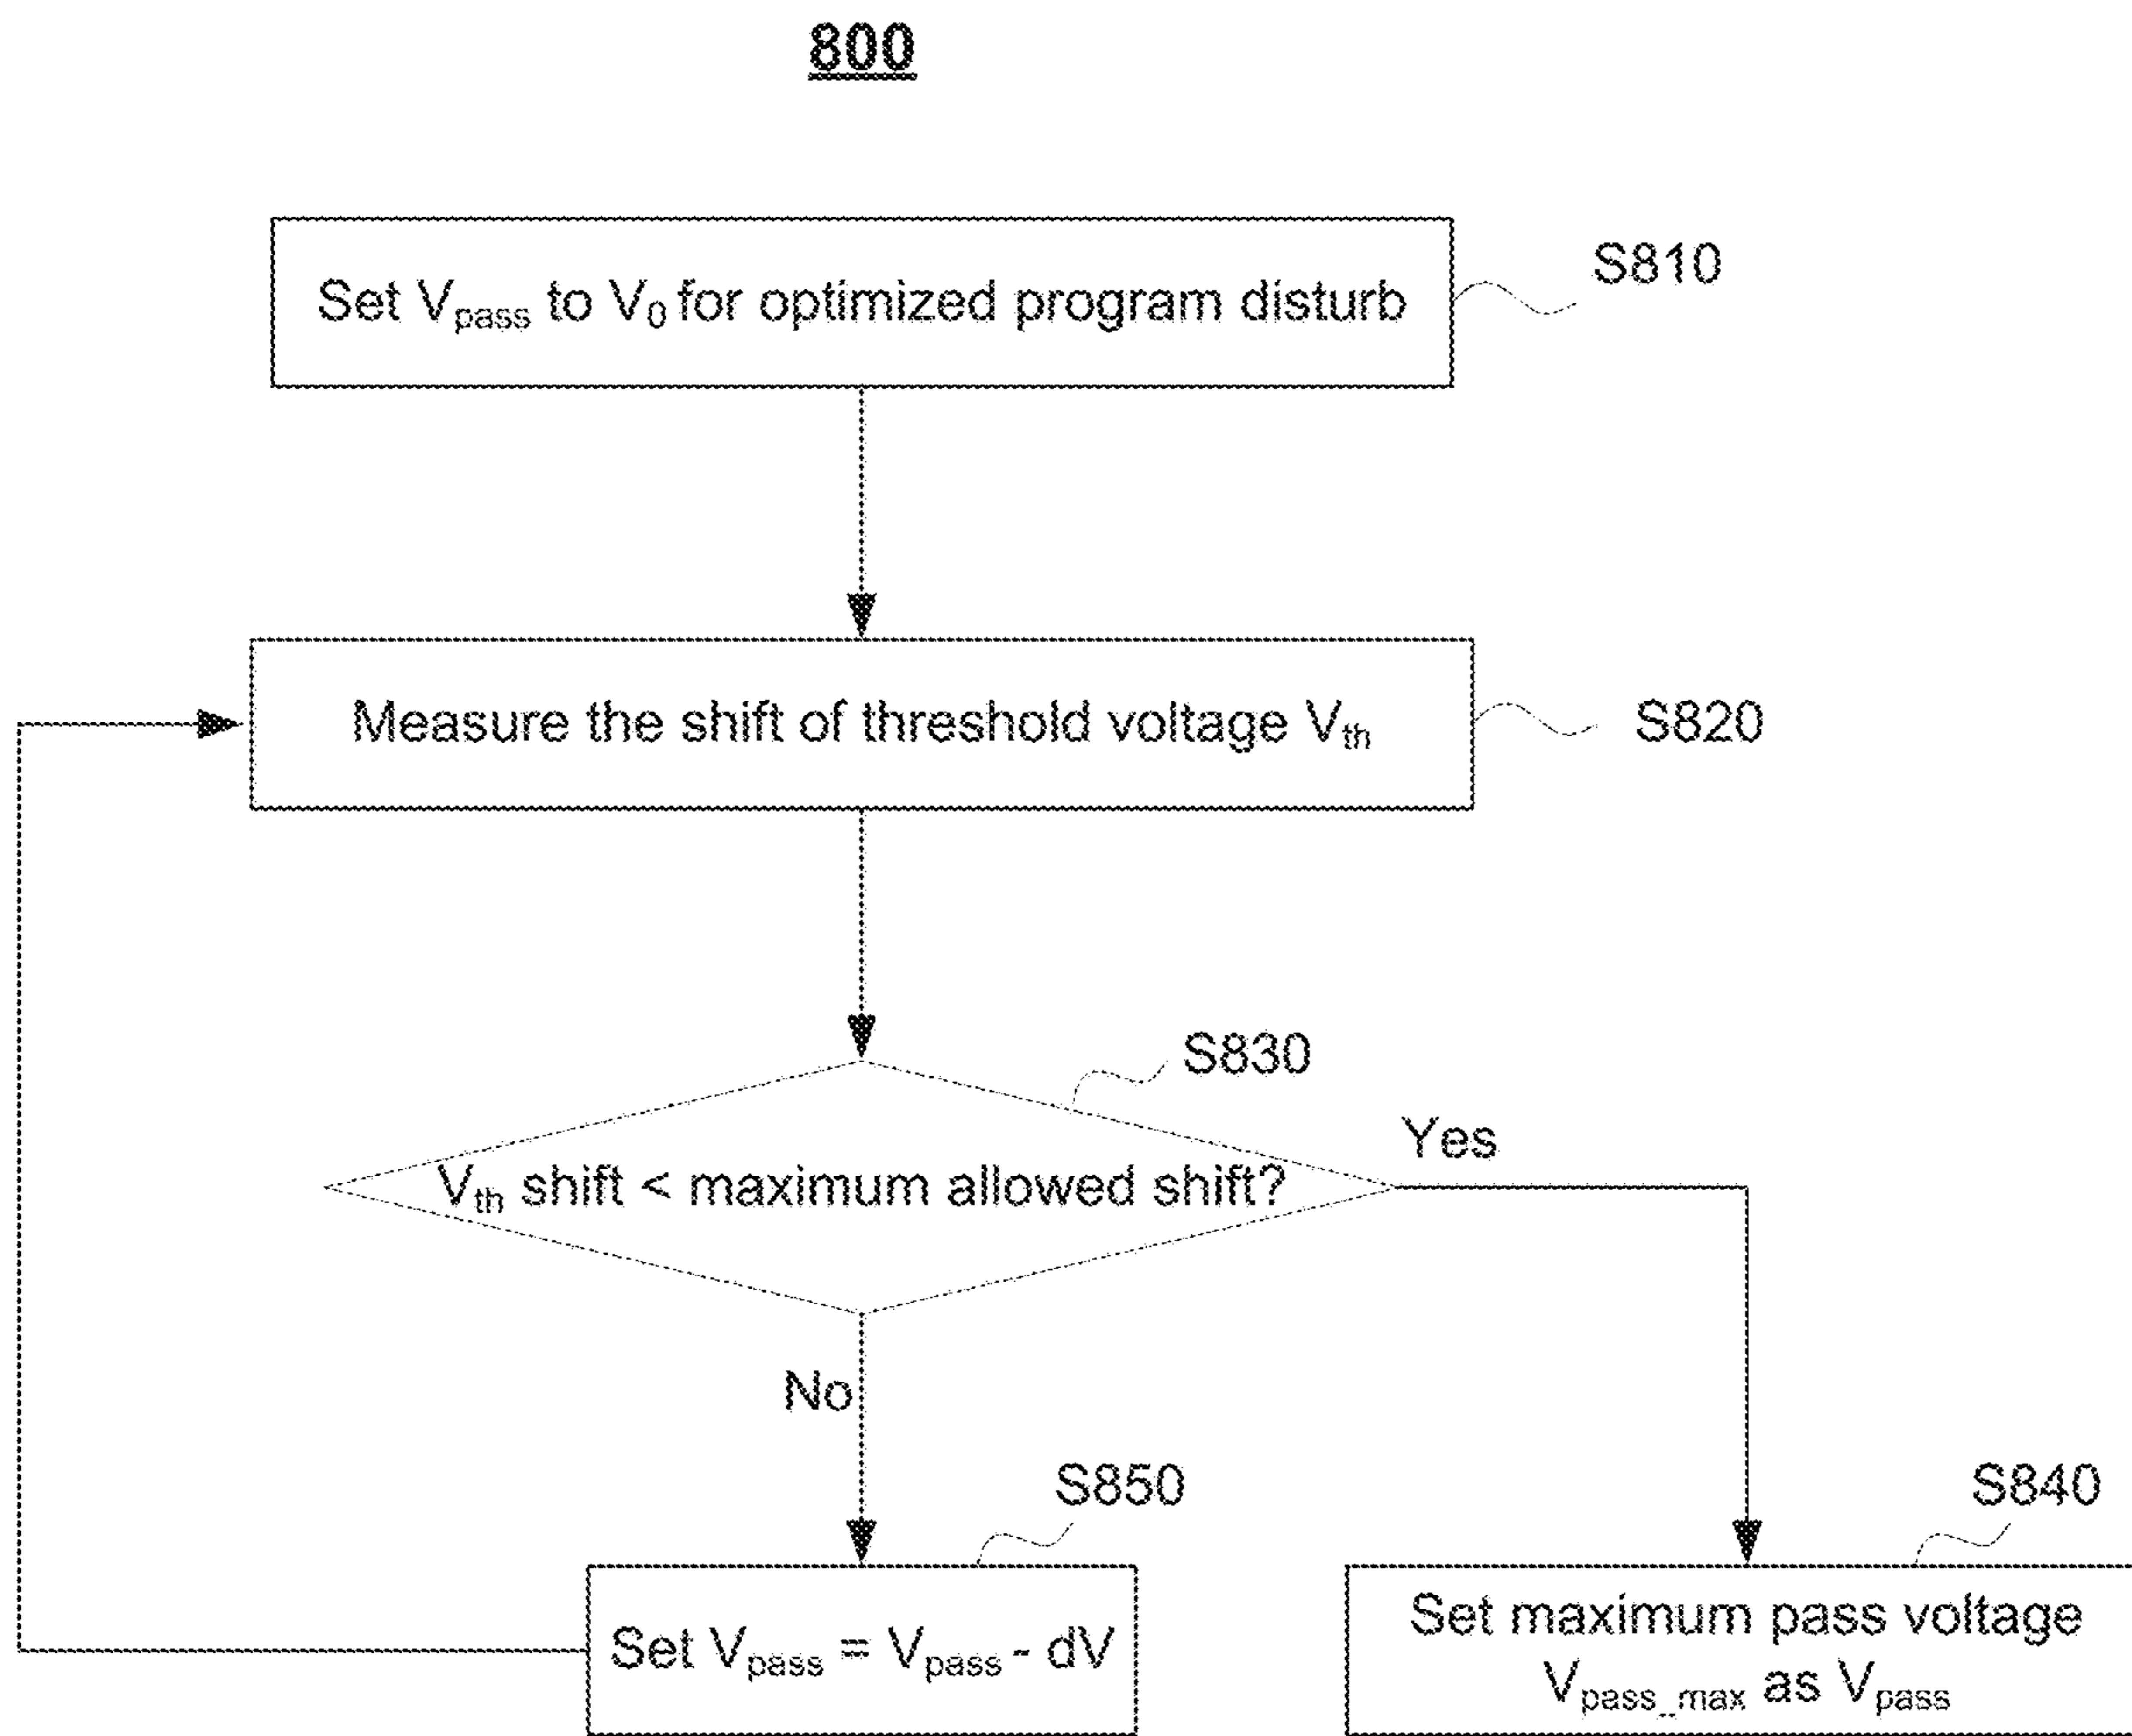 800
Set Vpass to V0 for optimized program disturb
S810
Measure the shift of threshold voltage Vth
S820
S830
Vth shift < maximum allowed shift?
Yes
No
S850
S840
Set Vpass = Vpass - dV
Set maximum pass voltage
Vpass_max as Vpass